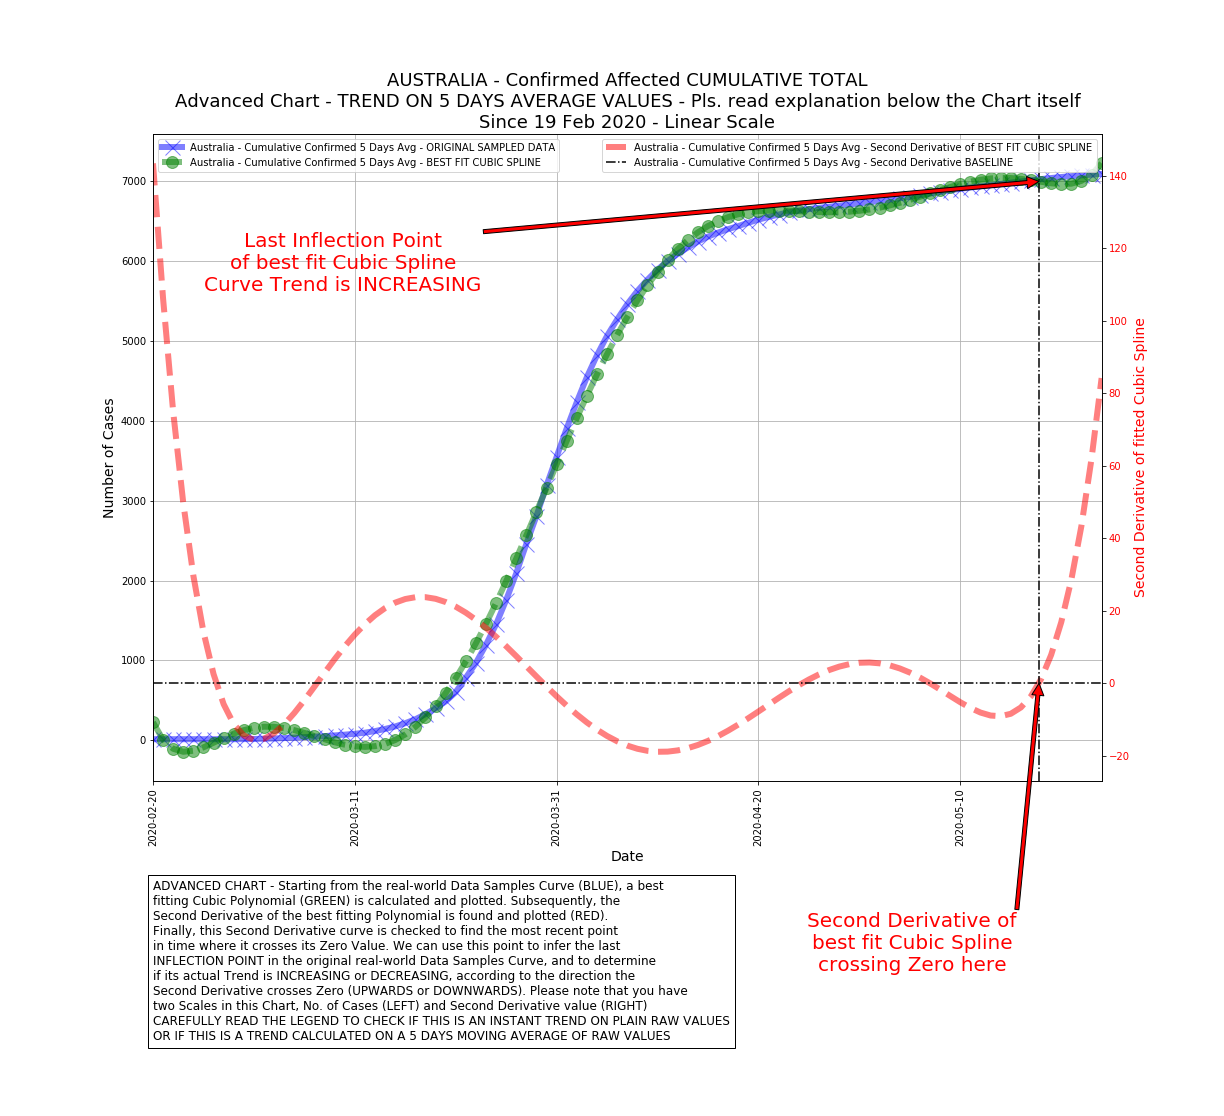 AUSTRALIA - Confirmed Affected CUMULATIVE TOTAL
Advanced Chart - TREND ON 5 DAYS AVERAGE VALUES - Pls. read explanation below the Chart itself
Since 19 Feb 2020 - Linear Scale
Australia - Cumulative Confirmed 5 Days Avg - ORIGINAL SAMPLED DATA
Australia - Cumulative Confirmed 5 Days Avg - BEST FIT CUBIC SPLINE
Australia - Cumulative Confirmed 5 Days Avg - Second Derivative of BEST FIT CUBIC SPLINE
Australia - Cumulative Confirmed 5 Days Avg - Second Derivative BASELINE
7000
6000
5000
4000
3000
2000
1000
0
Number of Cases
Last Inflection Point
of best fit Cubic Spline
Curve Trend is INCREASING
140
120
100
80
60
40
20
0
−20
Second Derivative of fitted Cubic Spline
2020-02-20
2020-03-11
2020-03-31
2020-04-20
2020-05-10
Date
ADVANCED CHART - Starting from the real-world Data Samples Curve (BLUE), a best
fitting Cubic Polynomial (GREEN) is calculated and plotted. Subsequently, the
Second Derivative of the best fitting Polynomial is found and plotted (RED).
Finally, this Second Derivative curve is checked to find the most recent point
in time where it crosses its Zero Value. We can use this point to infer the last
INFLECTION POINT in the original real-world Data Samples Curve, and to determine
if its actual Trend is INCREASING or DECREASING, according to the direction the
Second Derivative crosses Zero (UPWARDS or DOWNWARDS). Please note that you have
two Scales in this Chart, No. of Cases (LEFT) and Second Derivative value (RIGHT)
CAREFULLY READ THE LEGEND TO CHECK IF THIS IS AN INSTANT TREND ON PLAIN RAW VALUES
OR IF THIS IS A TREND CALCULATED ON A 5 DAYS MOVING AVERAGE OF RAW VALUES
Second Derivative of
best fit Cubic Spline
crossing Zero here